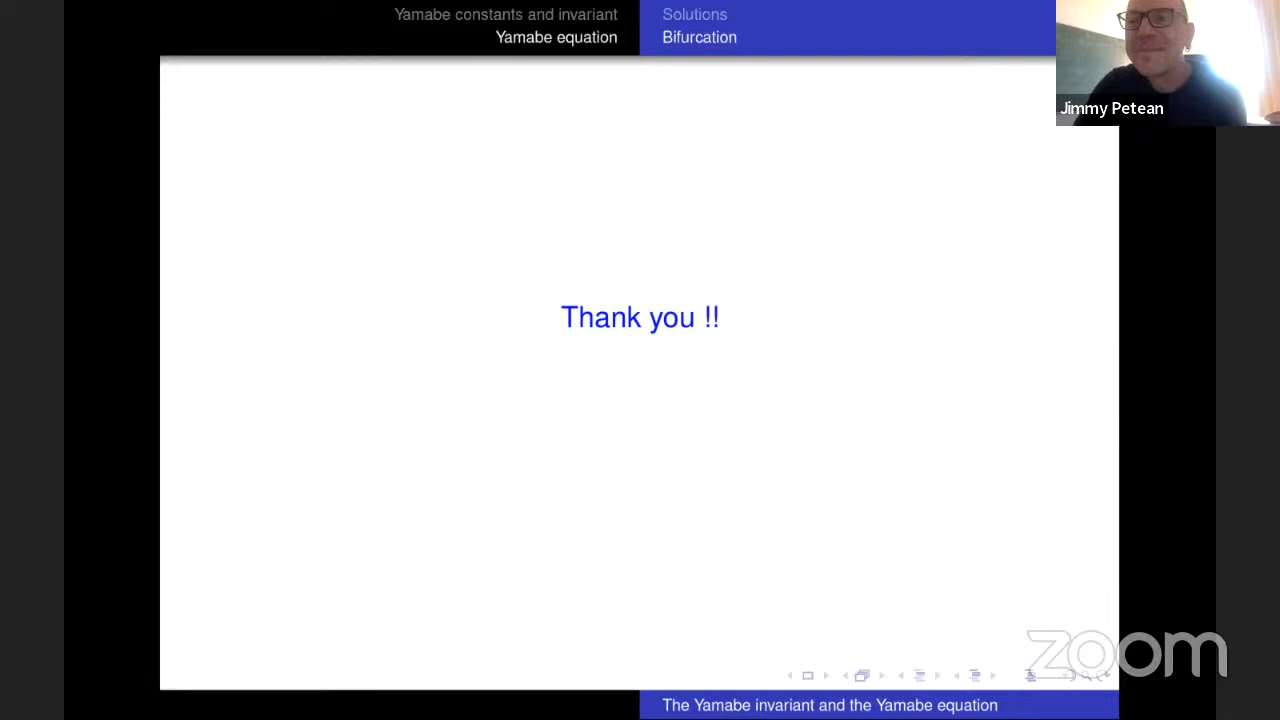 Yamabe constants and invariant
Yamabe equation
Solutions
Bifurcation
Jimmy Petean
Thank you !!
zoom
The Yamabe invariant and the Yamabe equation